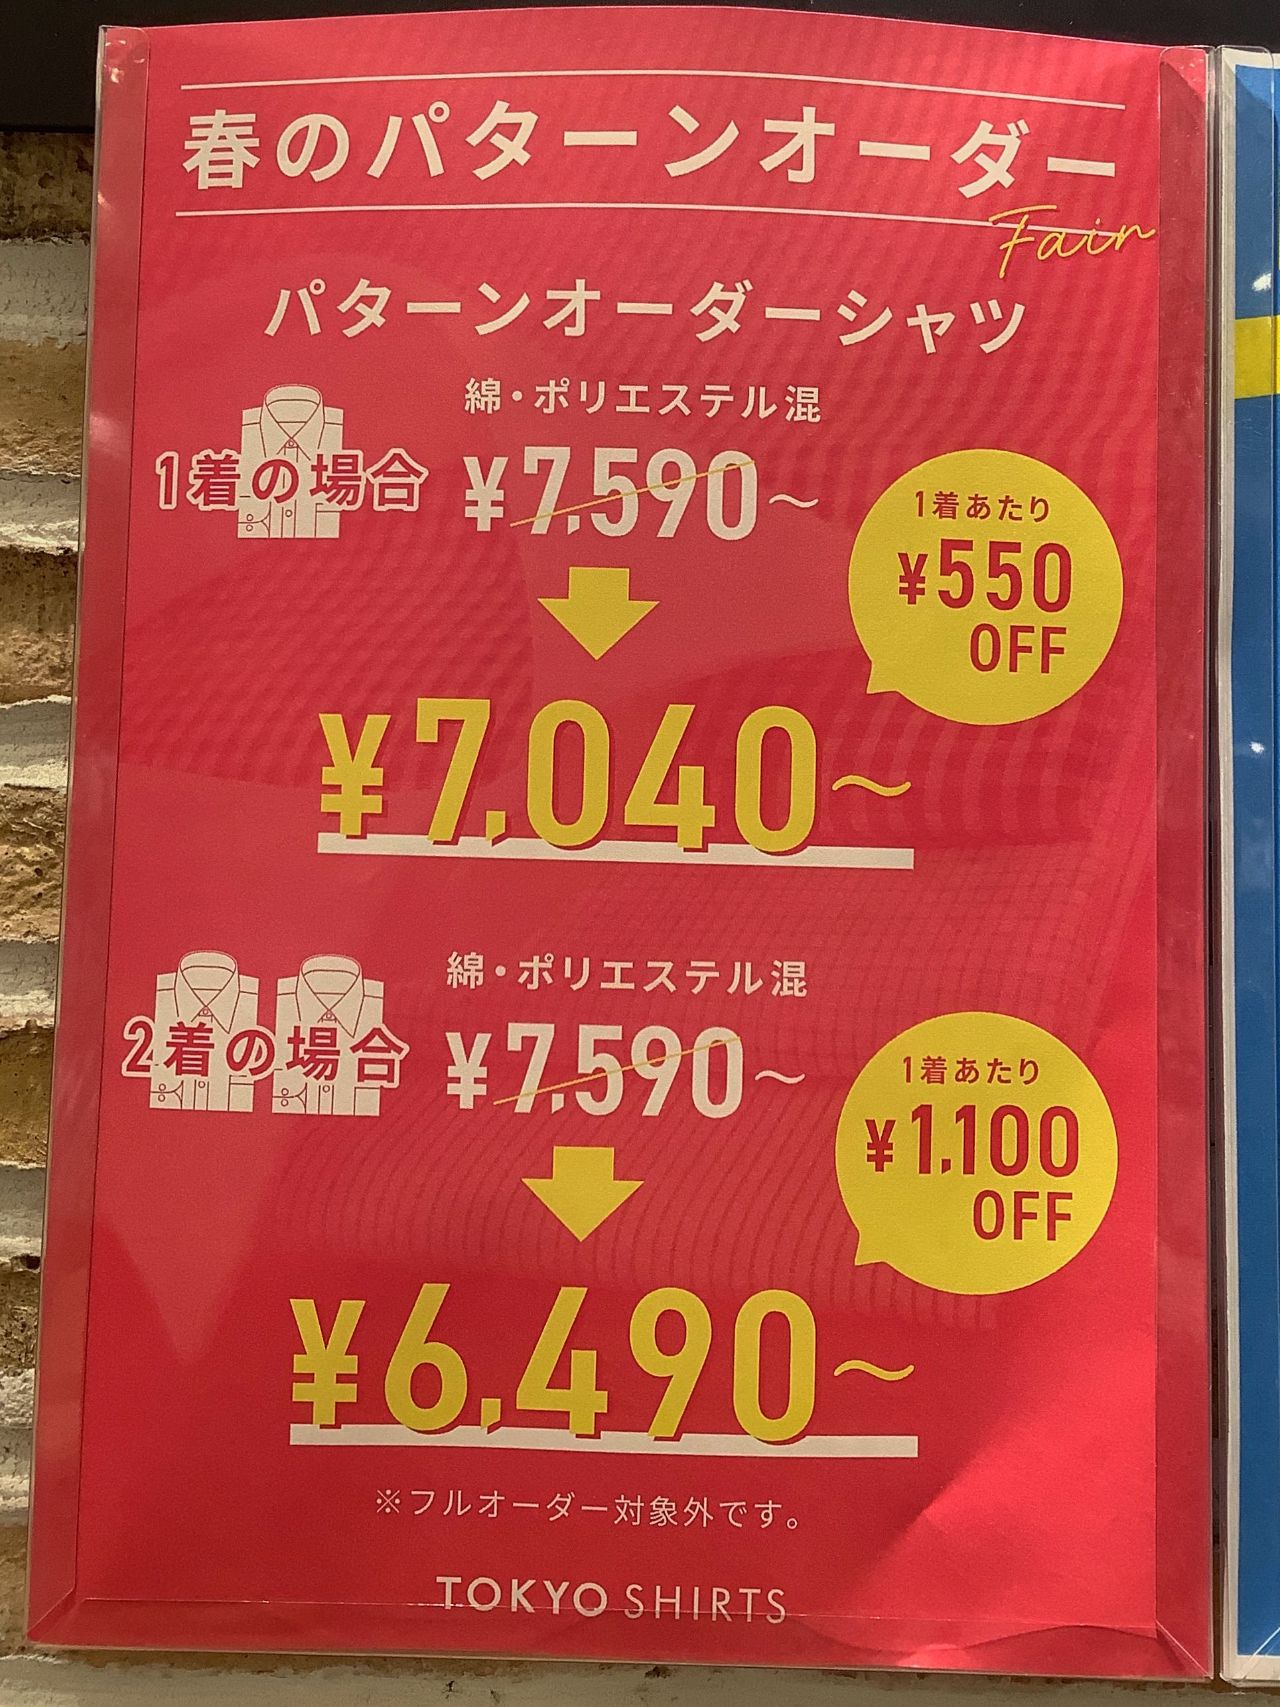 春のパターンオーダー
Fair
パターンオーダーシャツ
綿・ポリエステル混
1着の場合
¥7,590~
1着あたり
¥550
OFF
¥7,040~
綿・ポリエステル混
2着の場合
¥7,590~
1着あたり
¥1,100
OFF
¥6,490~
※フルオーダー対象外です。
TOKYO SHIRTS